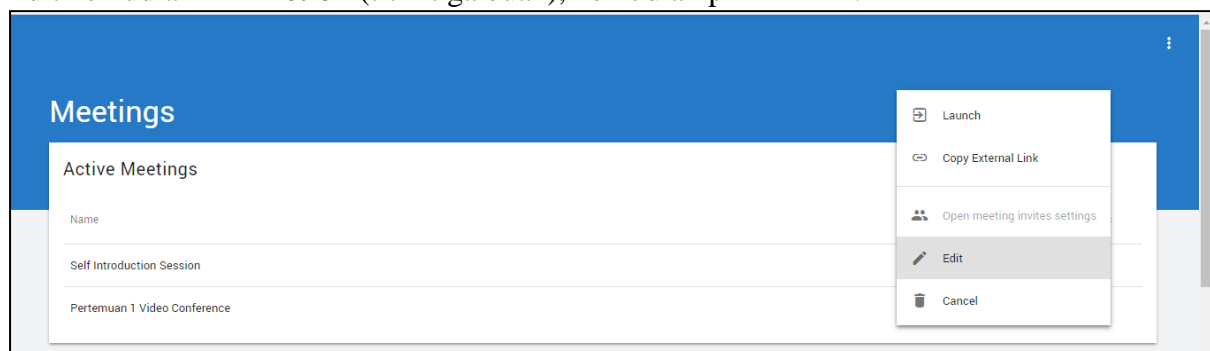 Meetings
Active Meetings
Name
Self Introduction Session
Pertemuan 1 Video Conference
Launch
Copy External Link
Open meeting invites settings
Edit
Cancel